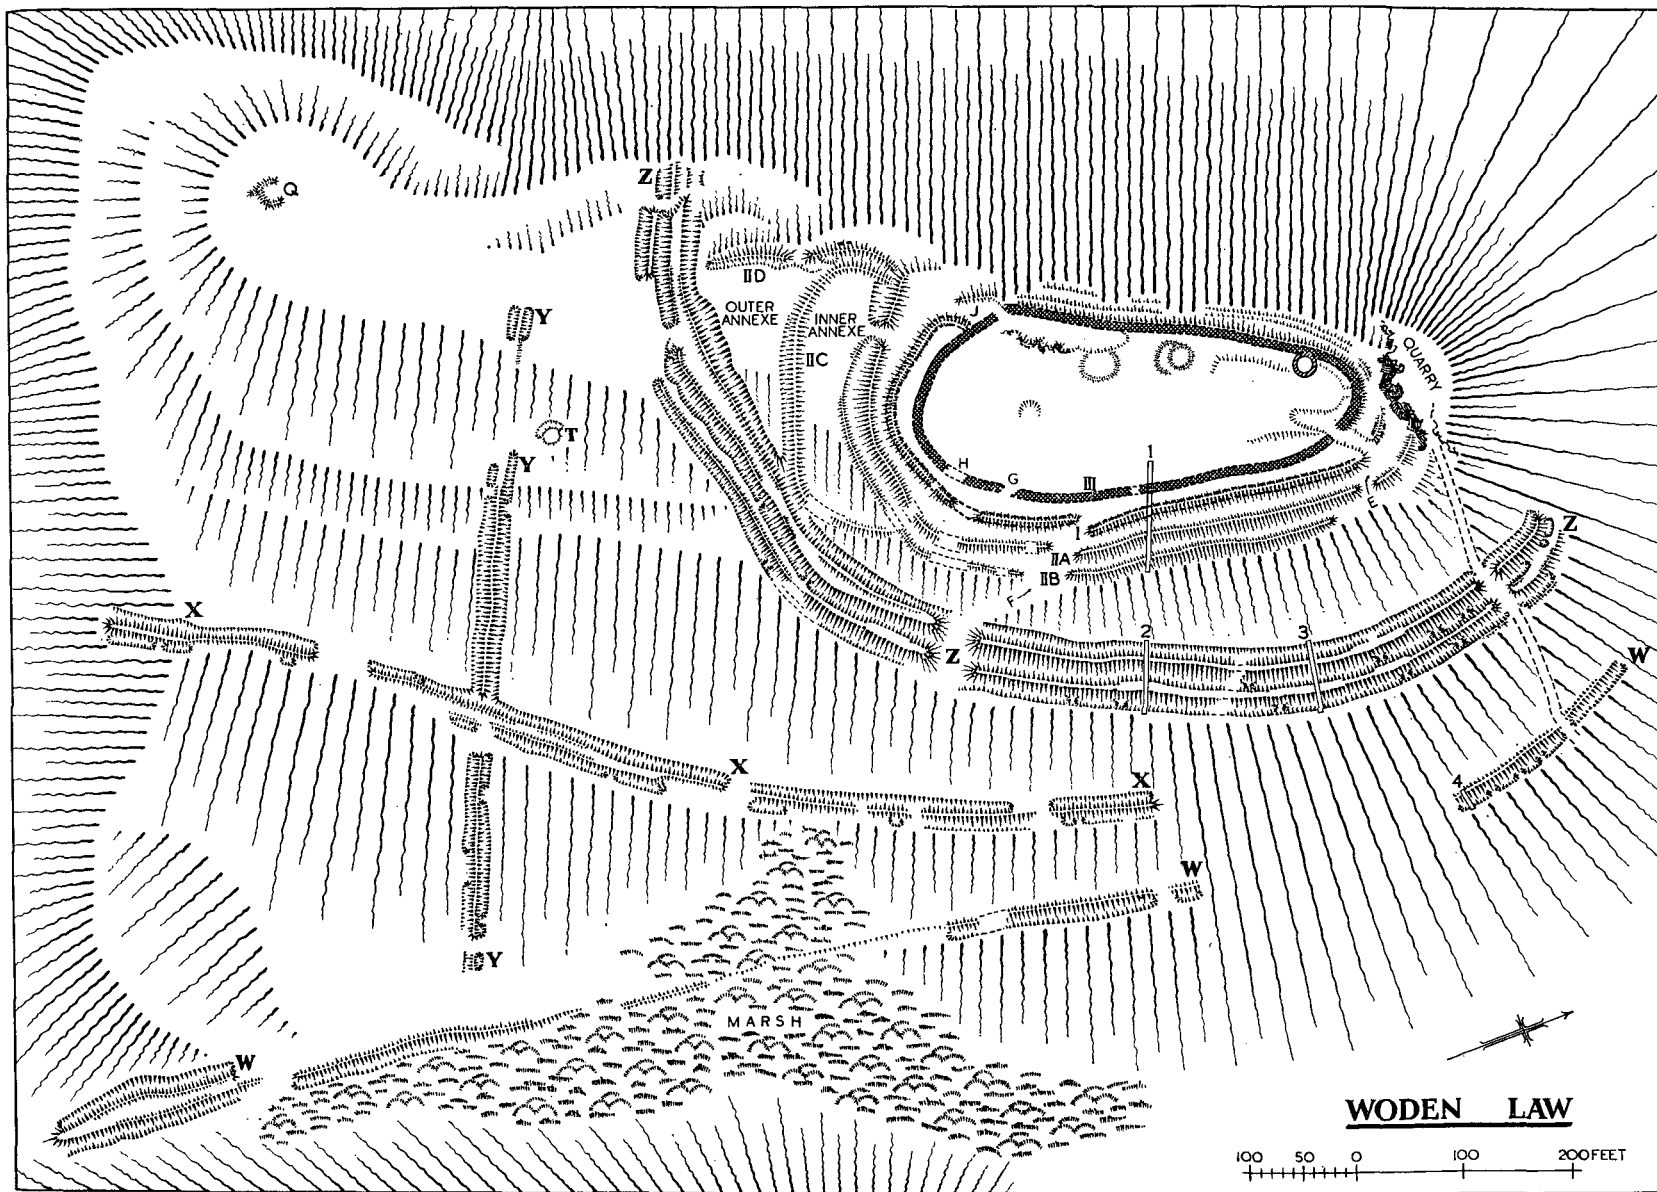 Z
Q
ⅡD
Y
OUTER
ANNEXE
INNER
ANNEXE
J
QUARRY
ⅡC
T
Y
1
H
G
Ⅲ
E
I
Z
ⅡA
ⅡB
F
X
2
3
Z
W
X
X
4
W
Y
MARSH
W
WODEN LAW
100 50 0 100 200 FEET